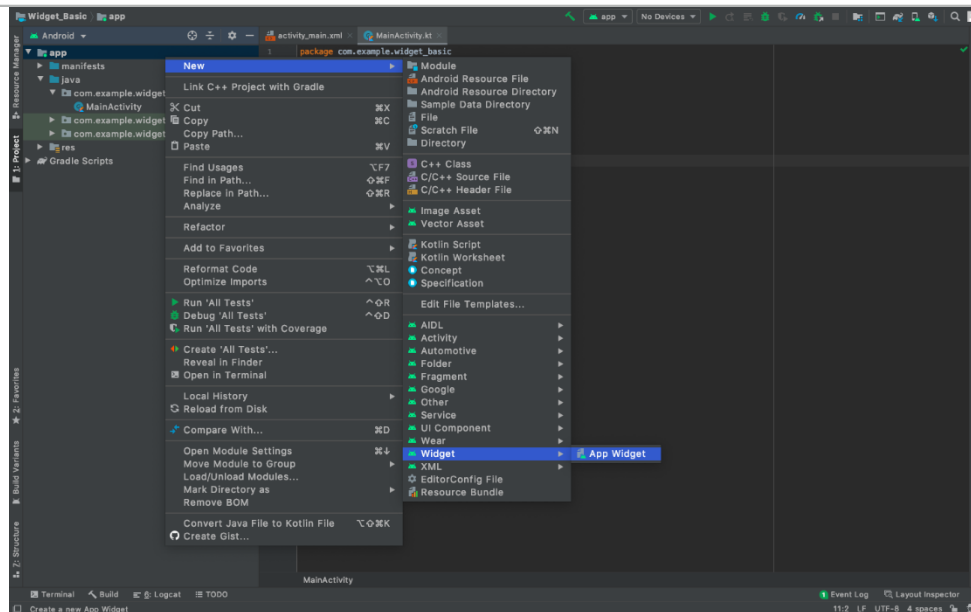 Widget_Basic
app
app
No Devices
Android
activity_main.xml
MainActivity.kt
1
package com.example.widget_basic
Resource Manager
1: Project
2: Favorites
Build Variants
Z: Structure
app
manifests
java
com.example.widget
MainActivity
com.example.widget
com.example.widget
res
Gradle Scripts
New
Link C++ Project with Gradle
Cut ⌘X
Copy ⌘C
Copy Path...
Paste ⌘V
Find Usages ⌥F7
Find in Path... ⇧⌘F
Replace in Path... ⇧⌘R
Analyze
Refactor
Add to Favorites
Reformat Code ⌥⌘L
Optimize Imports ^⌥O
Run 'All Tests' ^⇧R
Debug 'All Tests' ^⇧D
Run 'All Tests' with Coverage
Create 'All Tests'...
Reveal in Finder
Open in Terminal
Local History
Reload from Disk
Compare With... ⌘D
Open Module Settings ⌘↓
Move Module to Group
Load/Unload Modules...
Mark Directory as
Remove BOM
Convert Java File to Kotlin File ⌥⇧⌘K
Create Gist...
Module
Android Resource File
Android Resource Directory
Sample Data Directory
File
Scratch File ⇧⌘N
Directory
C++ Class
C/C++ Source File
C/C++ Header File
Image Asset
Vector Asset
Kotlin Script
Kotlin Worksheet
Concept
Specification
Edit File Templates...
AIDL
Activity
Automotive
Folder
Fragment
Google
Other
Service
UI Component
Wear
Widget
XML
EditorConfig File
Resource Bundle
App Widget
MainActivity
Terminal
Build
6: Logcat
TODO
Event Log
Layout Inspector
Create a new App Widget
11:2 LF UTF-8 4 spaces